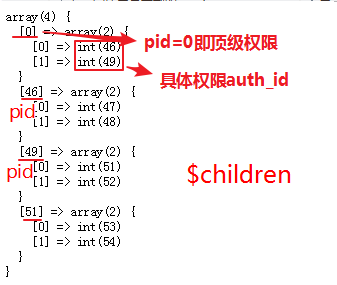 array(4) {
[0] => array(2) {
pid=0即顶级权限
[0] => int(46)
[1] => int(49)
具体权限auth_id
}
[46] => array(2) {
pid
[0] => int(47)
[1] => int(48)
}
[49] => array(2) {
pid
[0] => int(51)
[1] => int(52)
$children
}
[51] => array(2) {
[0] => int(53)
[1] => int(54)
}
}